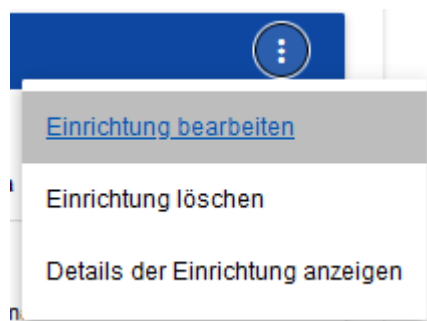 Einrichtung bearbeiten
Einrichtung löschen
Details der Einrichtung anzeigen